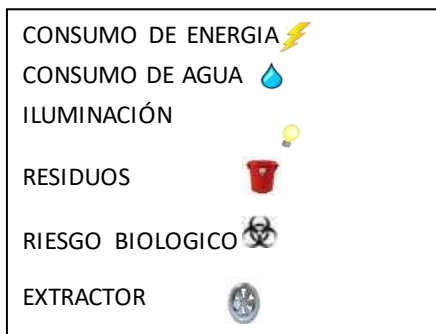 CONSUMO DE ENERGIA
CONSUMO DE AGUA
ILUMINACIÓN
RESIDUOS
RIESGO BIOLOGICO
EXTRACTOR